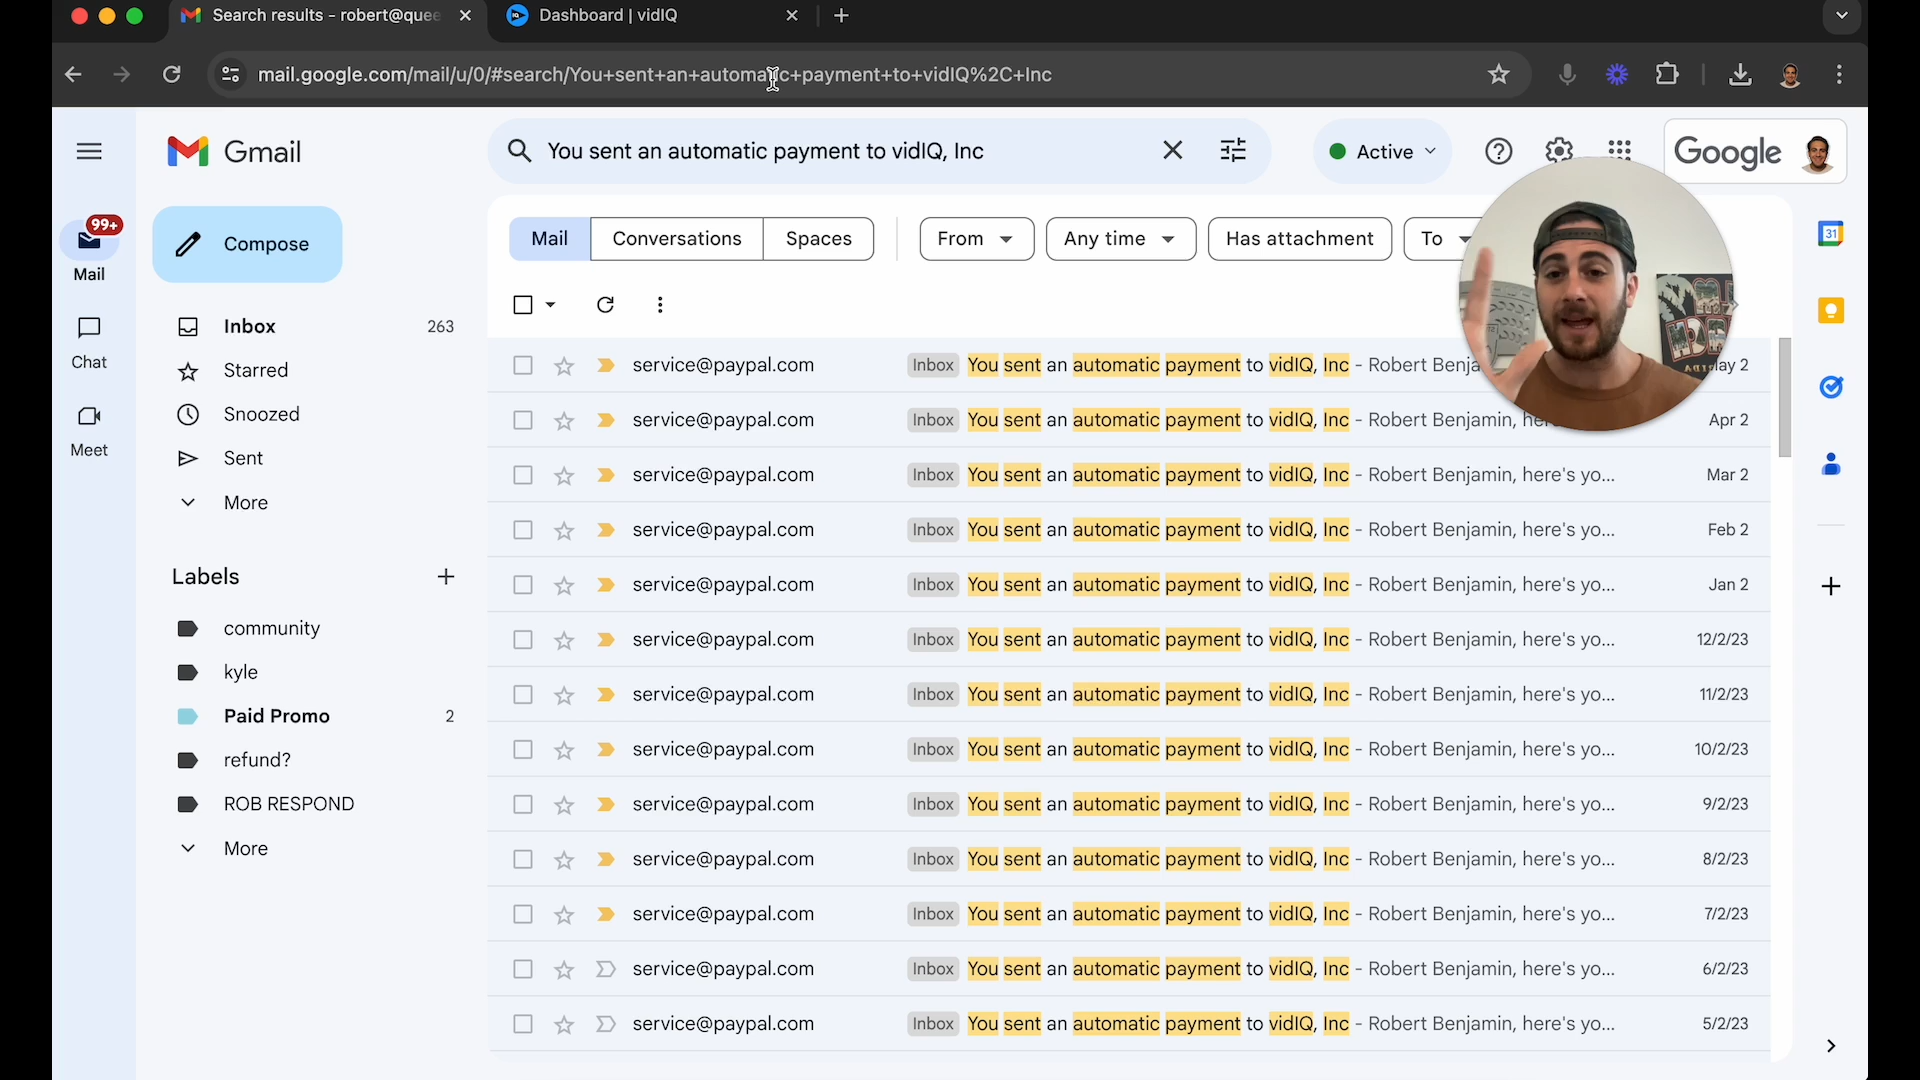 Search results - robert@quee
Dashboard | vidIQ
mail.google.com/mail/u/0/#search/You+sent+an+automatic+payment+to+vidIQ%2C+Inc
Gmail
You sent an automatic payment to vidIQ, Inc
Active
Google
99+
Mail
Chat
Meet
Compose
Inbox 263
Starred
Snoozed
Sent
More
Labels
community
kyle
Paid Promo 2
refund?
ROB RESPOND
More
Mail Conversations Spaces From Any time Has attachment To
service@paypal.com Inbox You sent an automatic payment to vidIQ, Inc - Robert Benja ay 2
service@paypal.com Inbox You sent an automatic payment to vidIQ, Inc - Robert Benjamin, her Apr 2
service@paypal.com Inbox You sent an automatic payment to vidIQ, Inc - Robert Benjamin, here's yo... Mar 2
service@paypal.com Inbox You sent an automatic payment to vidIQ, Inc - Robert Benjamin, here's yo... Feb 2
service@paypal.com Inbox You sent an automatic payment to vidIQ, Inc - Robert Benjamin, here's yo... Jan 2
service@paypal.com Inbox You sent an automatic payment to vidIQ, Inc - Robert Benjamin, here's yo... 12/2/23
service@paypal.com Inbox You sent an automatic payment to vidIQ, Inc - Robert Benjamin, here's yo... 11/2/23
service@paypal.com Inbox You sent an automatic payment to vidIQ, Inc - Robert Benjamin, here's yo... 10/2/23
service@paypal.com Inbox You sent an automatic payment to vidIQ, Inc - Robert Benjamin, here's yo... 9/2/23
service@paypal.com Inbox You sent an automatic payment to vidIQ, Inc - Robert Benjamin, here's yo... 8/2/23
service@paypal.com Inbox You sent an automatic payment to vidIQ, Inc - Robert Benjamin, here's yo... 7/2/23
service@paypal.com Inbox You sent an automatic payment to vidIQ, Inc - Robert Benjamin, here's yo... 6/2/23
service@paypal.com Inbox You sent an automatic payment to vidIQ, Inc - Robert Benjamin, here's yo... 5/2/23
31